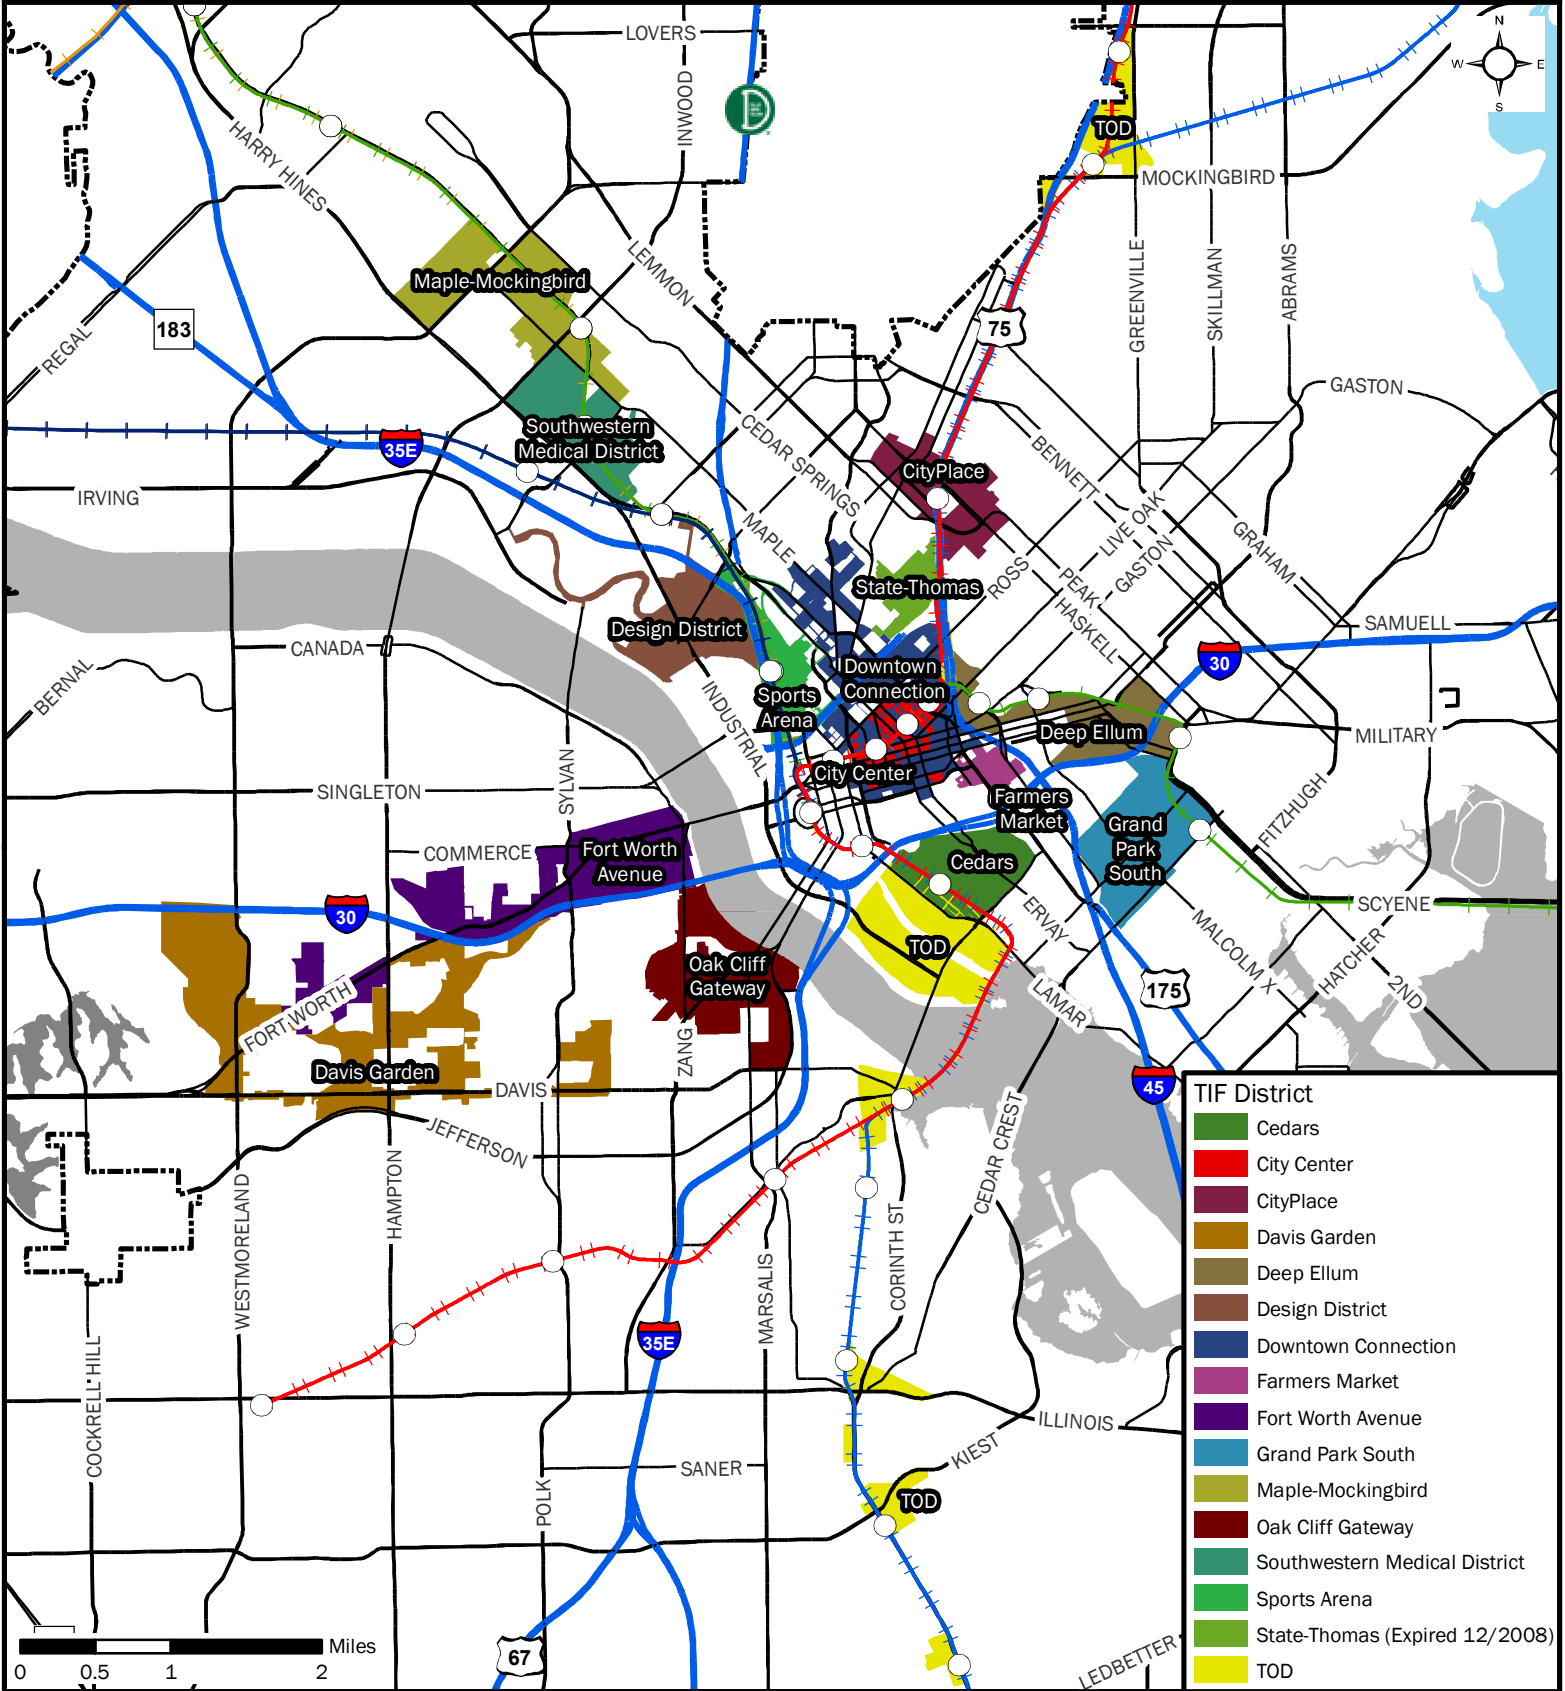 LOVERS
INWOOD
N
W
E
S
TOD
MOCKINGBIRD
HARRY HINES
LEMMON
Maple-Mockingbird
GREENVILLE
SKILLMAN
ABRAMS
183
75
REGAL
GASTON
Southwestern
Medical District
35E
CEDAR SPRINGS
CityPlace
BENNETT
IRVING
MAPLE
LIVE OAK
GASTON
GRAHAM
ROSS
PEAK
HASKELL
State-Thomas
Design District
SAMUELL
CANADA
30
BERNAL
Downtown
Connection
Sports
Arena
INDUSTRIAL
Deep Ellum
MILITARY
City Center
SYLVAN
SINGLETON
Farmers
Market
FITZHUGH
Grand
Park
South
COMMERCE
Fort Worth
Avenue
Cedars
30
SCYENE
ERVAY
MALCOLM X
HATCHER
2ND
TOD
Oak Cliff
Gateway
175
LAMAR
FORT WORTH
ZANG
Davis Garden
DAVIS
45
JEFFERSON
CEDAR CREST
HAMPTON
WESTMORELAND
CORINTH ST
MARSALIS
35E
COCKRELL HILL
ILLINOIS
KIEST
SANER
POLK
TOD
67
LEDBETTER
Miles
0 0.5 1 2
TIF District
Cedars
City Center
CityPlace
Davis Garden
Deep Ellum
Design District
Downtown Connection
Farmers Market
Fort Worth Avenue
Grand Park South
Maple-Mockingbird
Oak Cliff Gateway
Southwestern Medical District
Sports Arena
State-Thomas (Expired 12/2008)
TOD